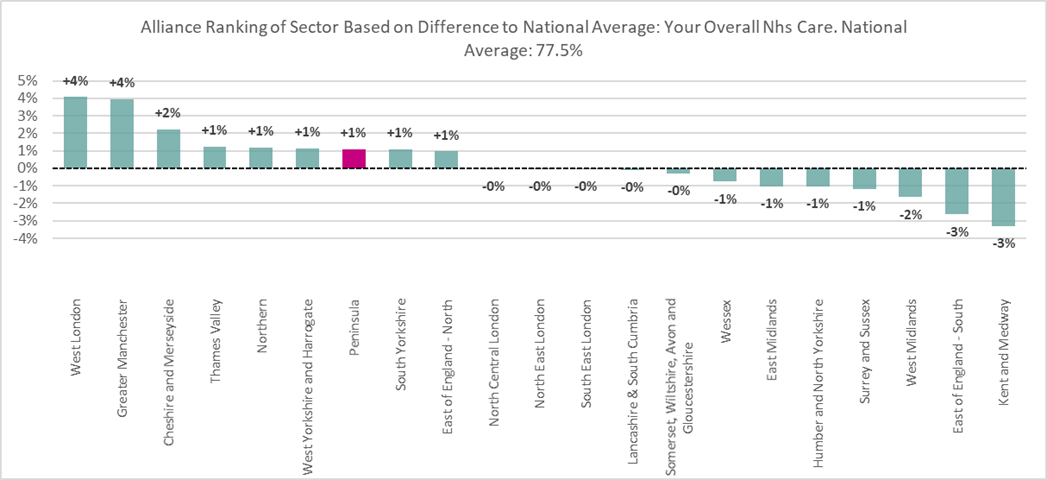 Alliance Ranking of Sector Based on Difference to National Average: Your Overall Nhs Care. National
Average: 77.5%
5%
4%
3%
2%
1%
0%
-1%
-2%
-3%
-4%
+4%
+4%
+2%
+1%
+1%
+1%
+1%
+1%
+1%
-0%
-0%
-0%
-0%
-0%
-1%
-1%
-1%
-1%
-2%
-3%
-3%
West London
Greater Manchester
Cheshire and Merseyside
Thames Valley
Northern
West Yorkshire and Harrogate
Peninsula
South Yorkshire
East of England - North
North Central London
North East London
South East London
Lancashire & South Cumbria
Somerset, Wiltshire, Avon and
Gloucestershire
Wessex
East Midlands
Humber and North Yorkshire
Surrey and Sussex
West Midlands
East of England - South
Kent and Medway